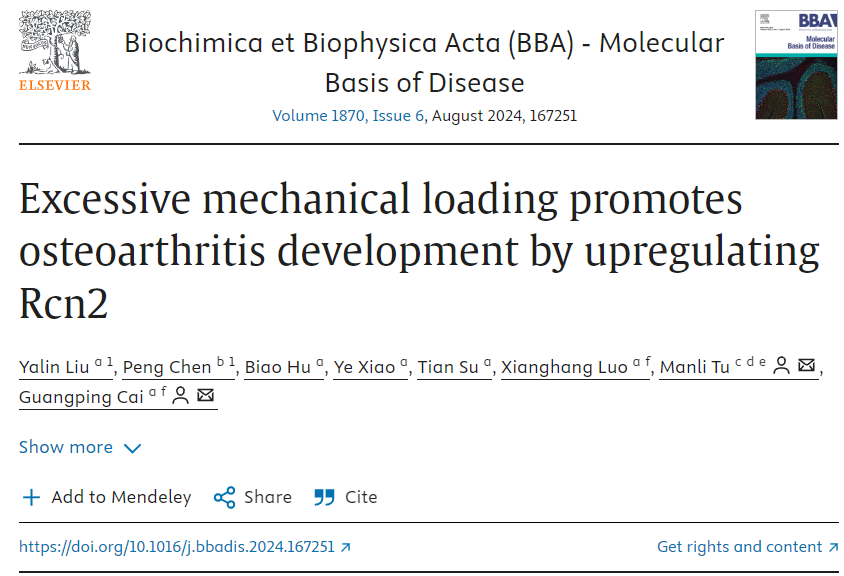 ELSEVIER
Biochimica et Biophysica Acta (BBA) - Molecular
Basis of Disease
Volume 1870, Issue 6, August 2024, 167251
BBA
Molecular
Basis of Disease
Excessive mechanical loading promotes
osteoarthritis development by upregulating
Rcn2
Yalin Liu a 1, Peng Chen b 1, Biao Hu a, Ye Xiao a, Tian Su a, Xianghang Luo a f, Manli Tu c d e,
Guangping Cai a f
Show more
Add to Mendeley Share Cite
https://doi.org/10.1016/j.bbadis.2024.167251
Get rights and content